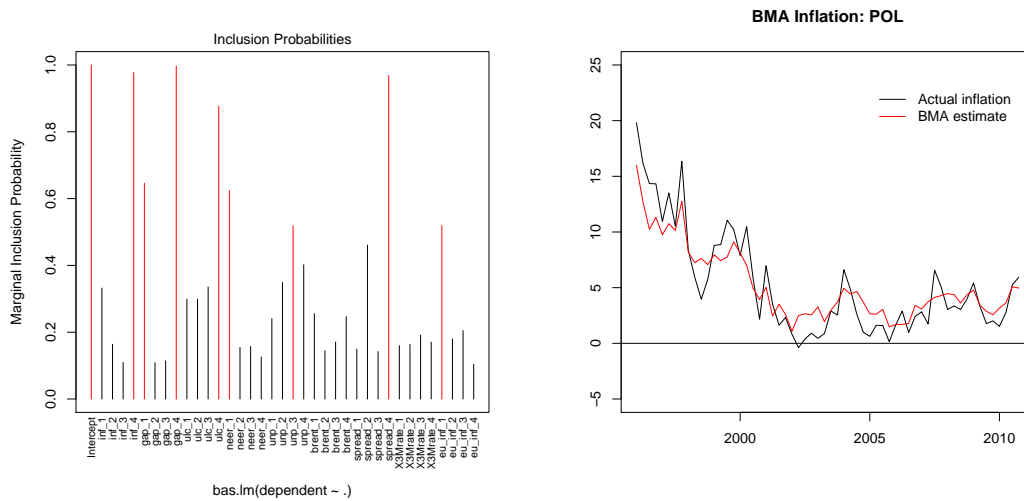 Inclusion Probabilities
Marginal Inclusion Probability
1.0
0.8
0.6
0.4
0.2
0.0
Intercept
inf_1
inf_2
inf_3
inf_4
gap_1
gap_2
gap_3
gap_4
ulc_1
ulc_2
ulc_3
ulc_4
neer_1
neer_2
neer_3
neer_4
unp_1
unp_2
unp_3
unp_4
brent_1
brent_2
brent_3
brent_4
spread_1
spread_2
spread_3
spread_4
X3Mrate_1
X3Mrate_2
X3Mrate_3
X3Mrate_4
eu_inf_1
eu_inf_2
eu_inf_3
eu_inf_4
bas.lm(dependent ~ .)
BMA Inflation: POL
25
20
15
10
5
0
−5
Actual inflation
BMA estimate
2000
2005
2010